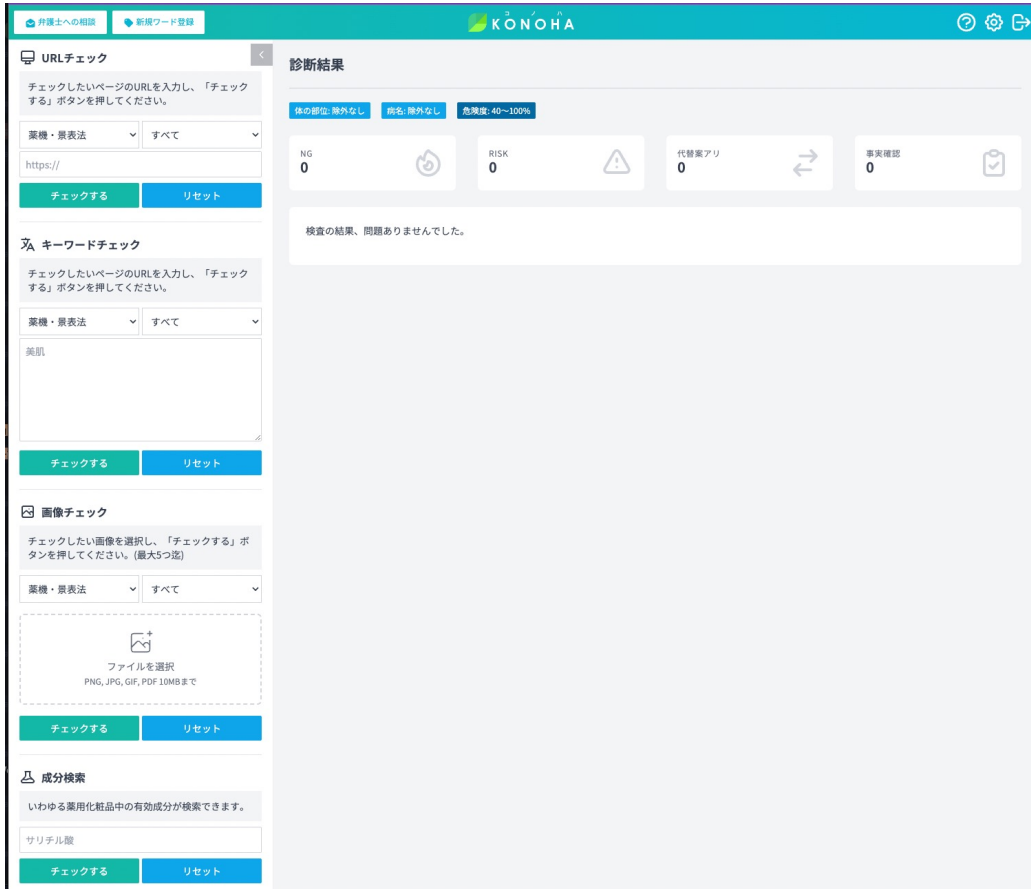 弁護士への相談
新規ワード登録
コノハ
KONOHA
URLチェック
チェックしたいページのURLを入力し、「チェック
する」ボタンを押してください。
薬機・景表法
すべて
https://
チェックする
リセット
キーワードチェック
チェックしたいページのURLを入力し、「チェック
する」ボタンを押してください。
薬機・景表法
すべて
美肌
チェックする
リセット
画像チェック
チェックしたい画像を選択し、「チェックする」ボ
タンを押してください。(最大5つ迄)
薬機・景表法
すべて
ファイルを選択
PNG, JPG, GIF, PDF 10MBまで
チェックする
リセット
成分検索
いわゆる薬用化粧品中の有効成分が検索できます。
サリチル酸
チェックする
リセット
診断結果
体の部位: 除外なし
病名: 除外なし
危険度: 40〜100%
NG
0
RISK
0
代替案アリ
0
事実確認
0
検査の結果、問題ありませんでした。